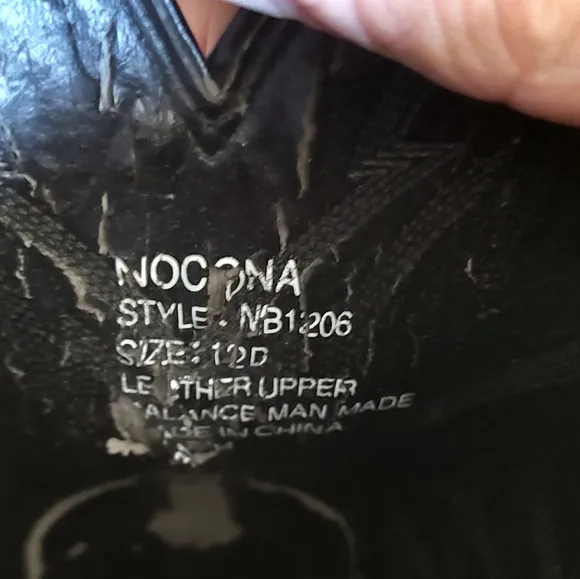 NOCONA
STYLE: NB1206
SIZE: 12D
LEATHER UPPER
BALANCE MAN MADE
MADE IN CHINA